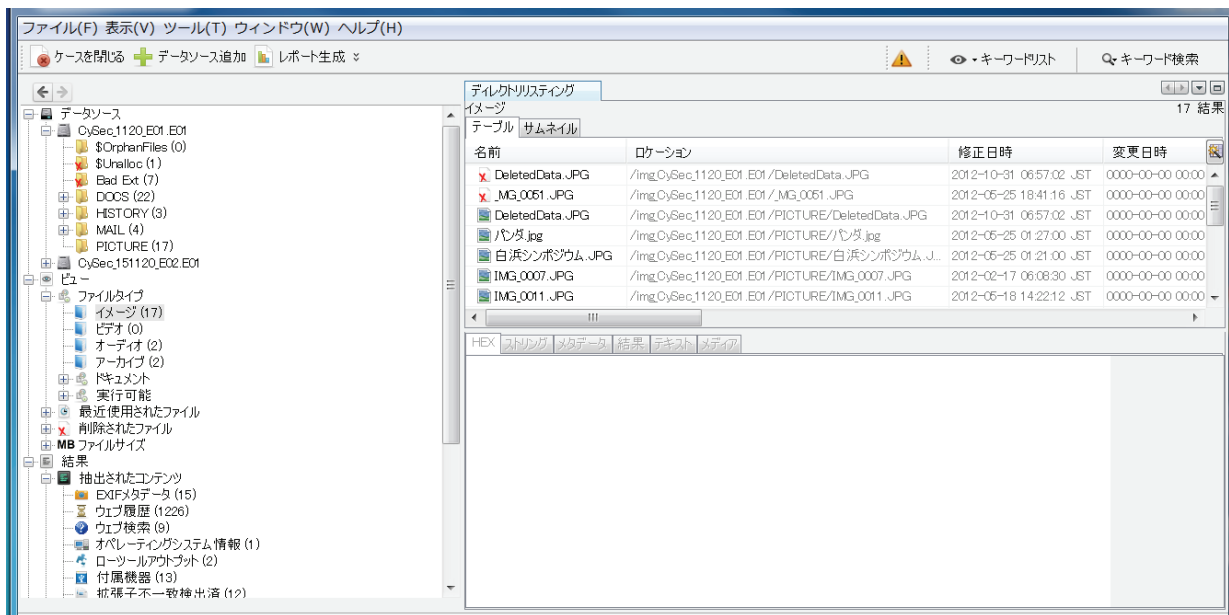 ファイル(F) 表示(V) ツール(T) ウィンドウ(W) ヘルプ(H)
ケースを閉じる データソース追加 レポート生成
キーワードリスト キーワード検索
データソース
CySec_1120_E01.E01
$OrphanFiles (0)
$Unalloc (1)
Bad Ext (7)
DOCS (22)
HISTORY (3)
MAIL (4)
PICTURE (17)
CySec_151120_E02.E01
ビュー
ファイルタイプ
イメージ (17)
ビデオ (0)
オーディオ (2)
アーカイブ (2)
ドキュメント
実行可能
最近使用されたファイル
削除されたファイル
MB ファイルサイズ
結果
抽出されたコンテンツ
EXIFメタデータ (15)
ウェブ履歴 (1226)
ウェブ検索 (9)
オペレーティングシステム情報 (1)
ローツールアウトプット (2)
付属機器 (13)
拡張子不一致検出済 (12)
ディレクトリリスティング
イメージ
17 結果
テーブル サムネイル
名前 ロケーション 修正日時 変更日時
DeletedData.JPG /img_CySec_1120_E01.E01/DeletedData.JPG 2012-10-31 06:57:02 JST 0000-00-00 00:00
_MG_0051.JPG /img_CySec_1120_E01.E01/_MG_0051.JPG 2012-05-25 18:41:16 JST 0000-00-00 00:00
DeletedData.JPG /img_CySec_1120_E01.E01/PICTURE/DeletedData.JPG 2012-10-31 06:57:02 JST 0000-00-00 00:00
パンダ.jpg /img_CySec_1120_E01.E01/PICTURE/パンダ.jpg 2012-05-25 01:27:00 JST 0000-00-00 00:00
白浜シンポジウム.JPG /img_CySec_1120_E01.E01/PICTURE/白浜シンポジウム.J... 2012-05-25 01:21:00 JST 0000-00-00 00:00
IMG_0007.JPG /img_CySec_1120_E01.E01/PICTURE/IMG_0007.JPG 2012-02-17 06:08:30 JST 0000-00-00 00:00
IMG_0011.JPG /img_CySec_1120_E01.E01/PICTURE/IMG_0011.JPG 2012-05-18 14:22:12 JST 0000-00-00 00:00
HEX ストリング メタデータ 結果 テキスト メディア